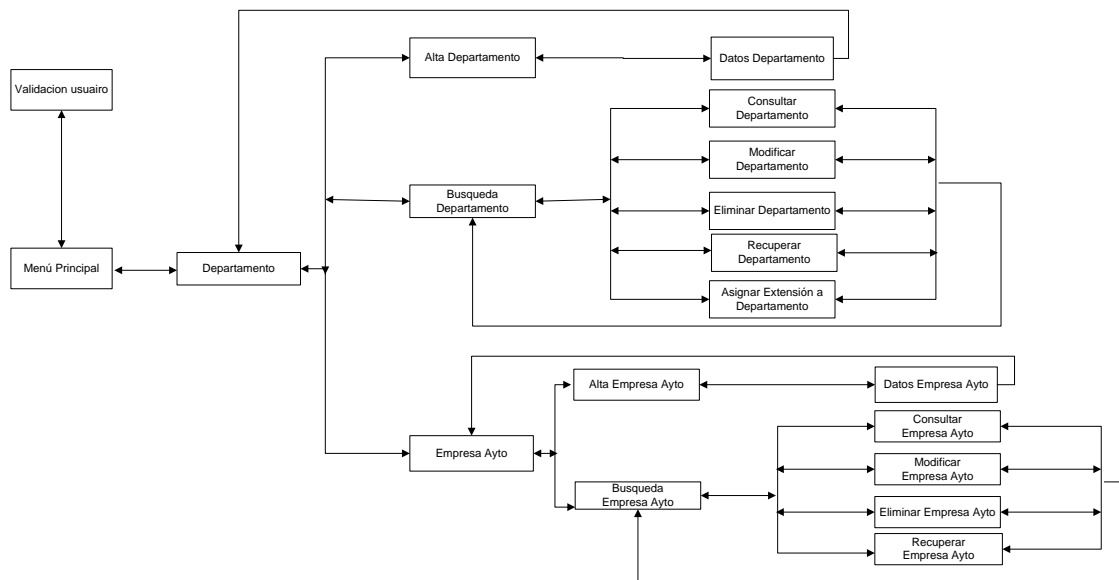 Alta Departamento
Datos Departamento
Validacion usuairo
Consultar
Departamento
Modificar
Departamento
Busqueda
Departamento
Eliminar Departamento
Recuperar
Departamento
Menú Principal
Departamento
Asignar Extensión a
Departamento
Alta Empresa Ayto
Datos Empresa Ayto
Consultar
Empresa Ayto
Empresa Ayto
Modificar
Empresa Ayto
Busqueda
Empresa Ayto
Eliminar Empresa Ayto
Recuperar
Empresa Ayto